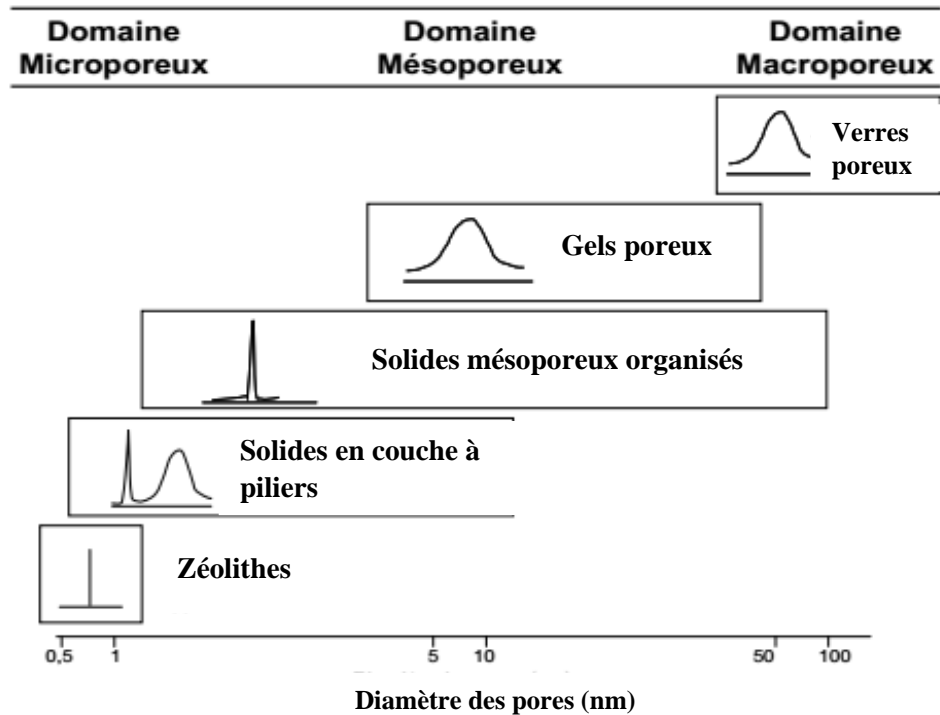 Domaine Microporeux
Domaine Mésoporeux
Domaine Macroporeux
Verres
poreux
Gels poreux
Solides mésoporeux organisés
Solides en couche à
piliers
Zéolithes
0,5 1 5 10 50 100
Diamètre des pores (nm)